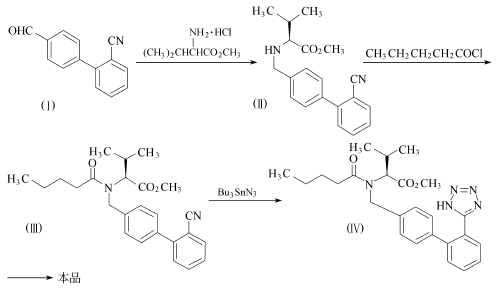 OHC
CN
(Ⅰ)
NH₂·HCl
(CH₃)₂CHCHCO₂CH₃
H₃C
CH₃
HN
CO₂CH₃
CN
(Ⅱ)
CH₃CH₂CH₂CH₂COCl
H₃C
CH₃
O
H₃C
N
CO₂CH₃
CN
(Ⅲ)
Bu₃SnN₃
H₃C
CH₃
O
H₃C
N
CO₂CH₃
N
N
HN
N
(Ⅳ)
本品